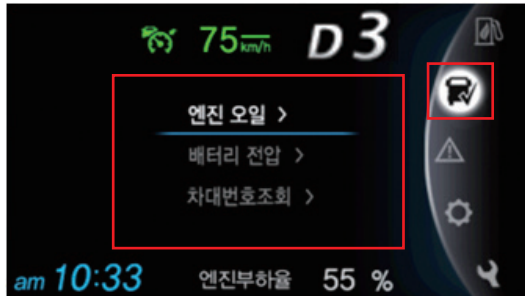 75 km/h D 3
엔진 오일 >
배터리 전압 >
차대번호조회 >
am 10:33 엔진부하율 55 %